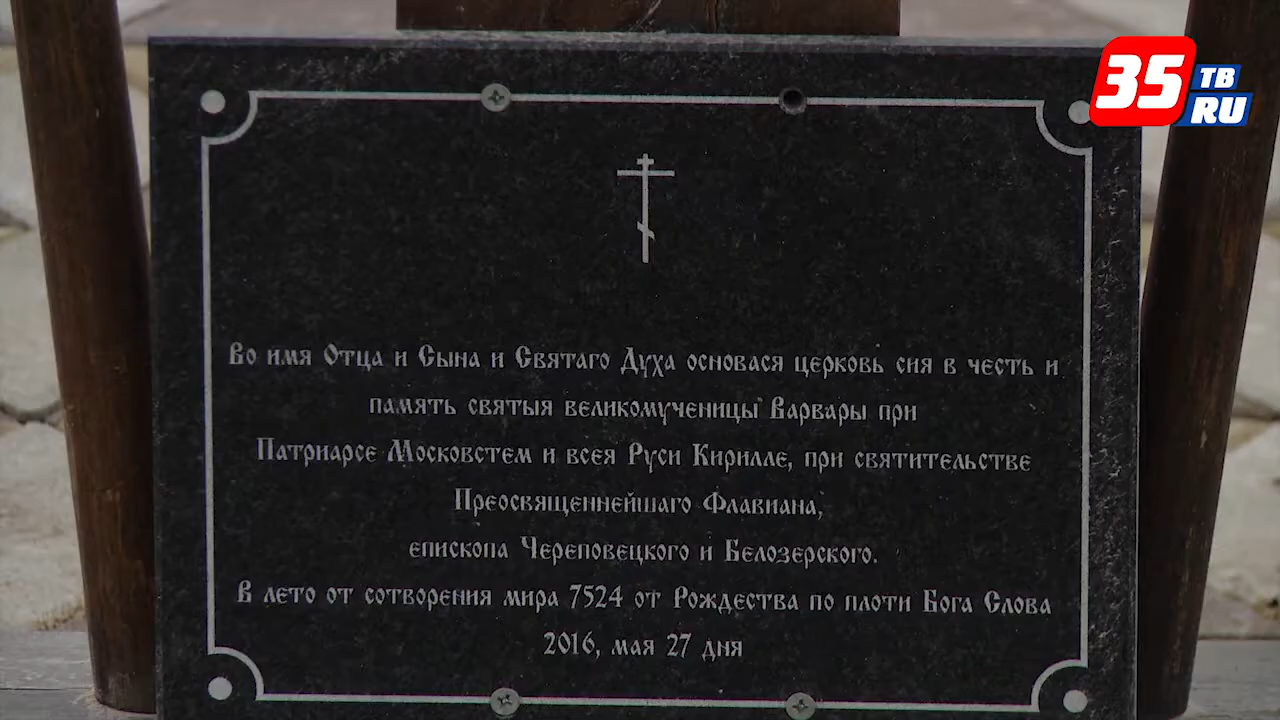 35
ТВ
RU
Во имя Отца и Сына и Святаго Духа основася церковь сия в честь и
память святыя великомученицы Варвары при
Патриарсе Московстем и всея Руси Кирилле, при святительстве
Преосвященнейшаго Флавиана,
епископа Череповецкого и Белозерского.
В лето от сотворения мира 7524 от Рождества по плоти Бога Слова
2016, мая 27 дня